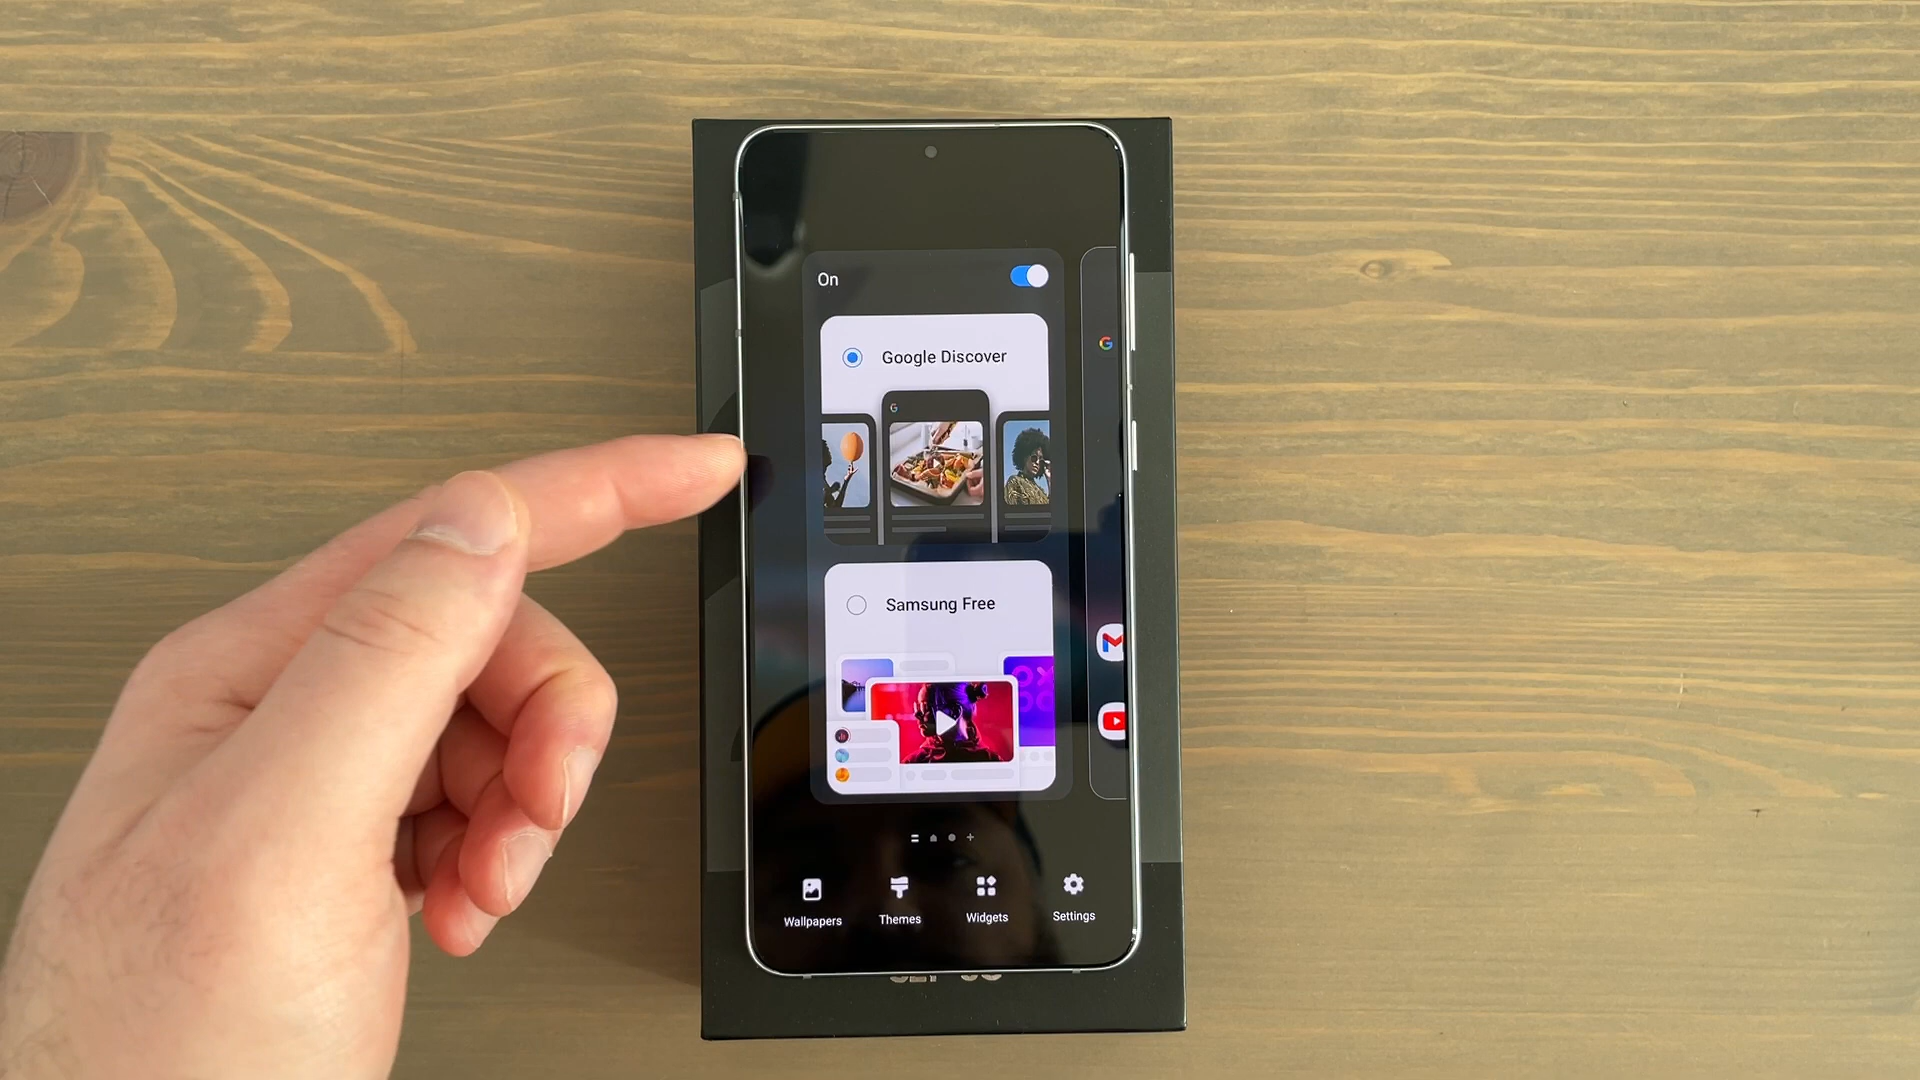 On
Google Discover
G
Samsung Free
Wallpapers
Themes
Widgets
Settings